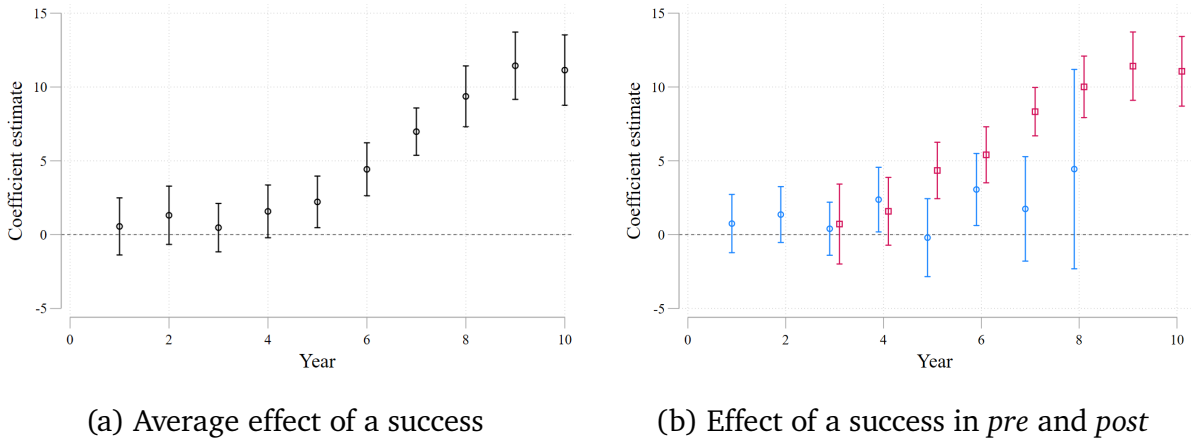 15
10
5
0
-5
Coefficient estimate
0 2 4 6 8 10
Year
(a) Average effect of a success
15
10
5
0
-5
Coefficient estimate
0 2 4 6 8 10
Year
(b) Effect of a success in pre and post